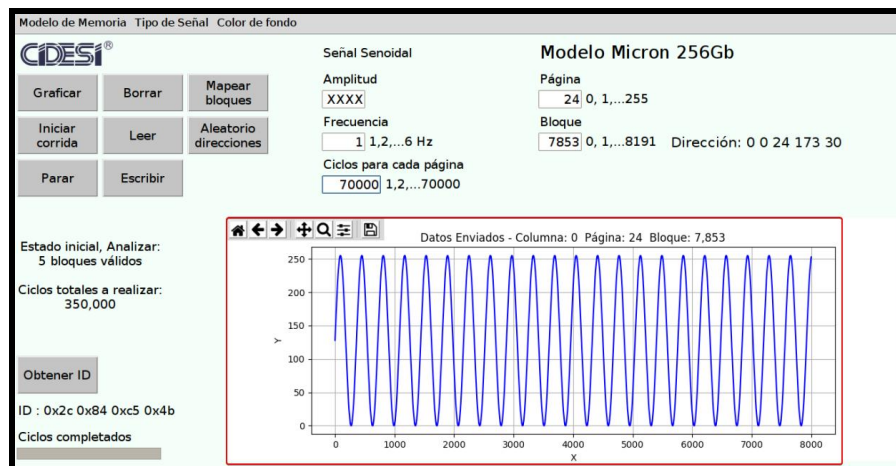 Modelo de Memoria Tipo de Señal Color de fondo
CIDESI®
Señal Senoidal
Modelo Micron 256Gb
Graficar
Borrar
Mapear
bloques
Amplitud
XXXX
Página
24 0, 1,...255
Iniciar
corrida
Leer
Aleatorio
direcciones
Frecuencia
1 1,2,...6 Hz
Bloque
7853 0, 1,...8191 Dirección: 0 0 24 173 30
Parar
Escribir
Ciclos para cada página
70000 1,2,...70000
Estado inicial, Analizar:
5 bloques válidos
Ciclos totales a realizar:
350,000
Obtener ID
ID : 0x2c 0x84 0xc5 0x4b
Ciclos completados
Datos Enviados - Columna: 0 Página: 24 Bloque: 7,853
250
200
150
100
50
0
Y
0 1000 2000 3000 4000 5000 6000 7000 8000
X